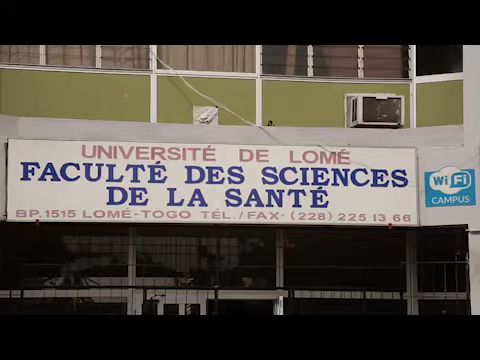 UNIVERSITÉ DE LOMÉ
FACULTÉ DES SCIENCES
DE LA SANTÉ
BP.1515 LOMÉ-TOGO TÉL./FAX: (228) 225 13 66
WiFi
CAMPUS